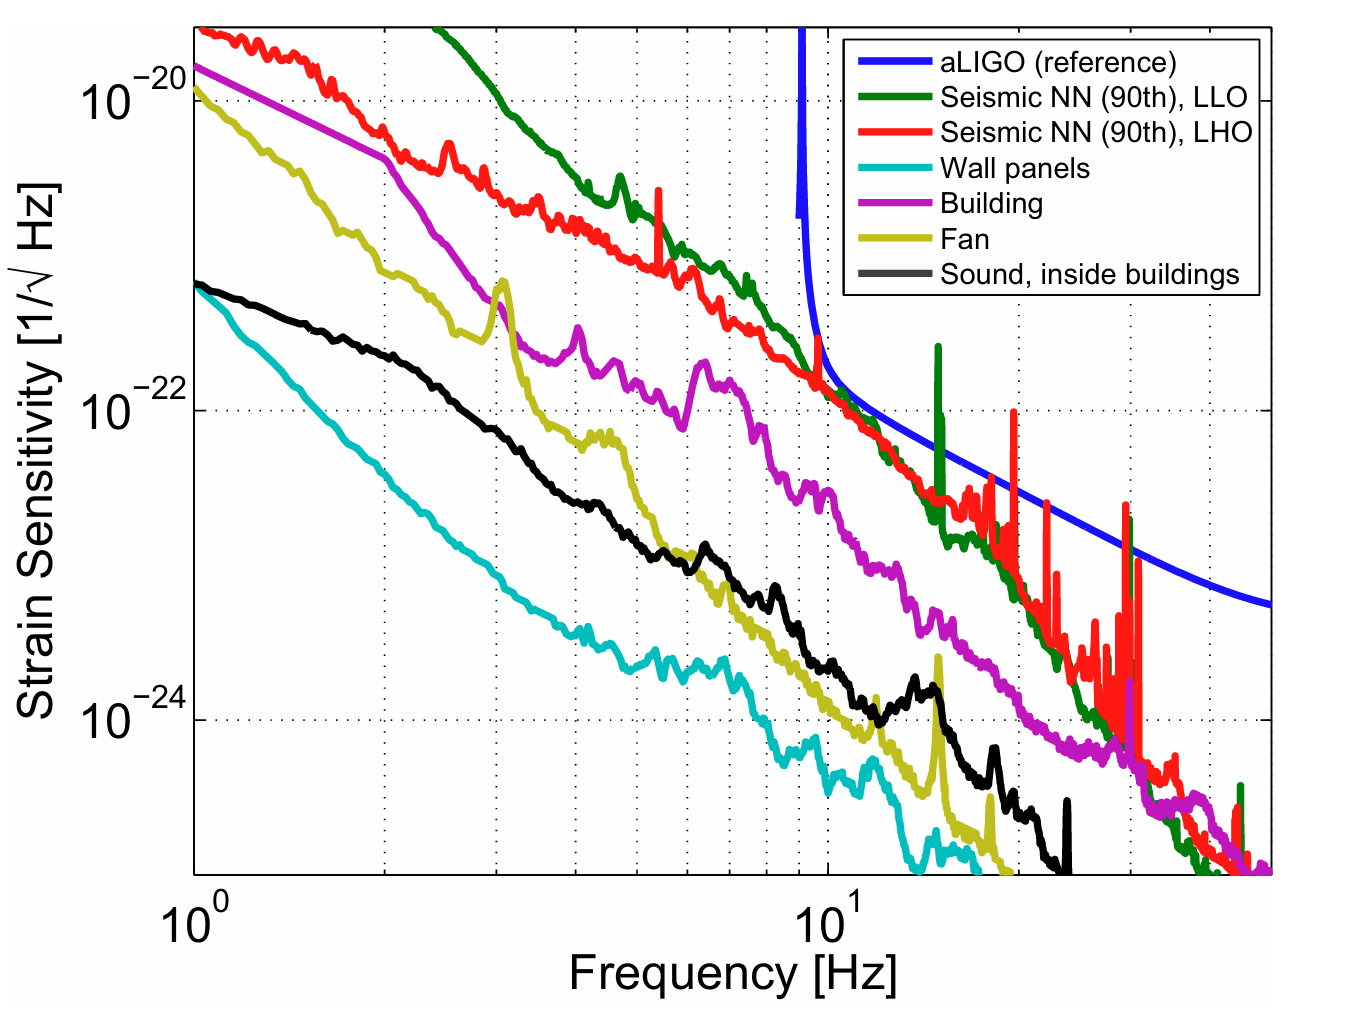 Strain Sensitivity [1/√ Hz]
10^−20
10^−22
10^−24
aLIGO (reference)
Seismic NN (90th), LLO
Seismic NN (90th), LHO
Wall panels
Building
Fan
Sound, inside buildings
10^0
10^1
Frequency [Hz]